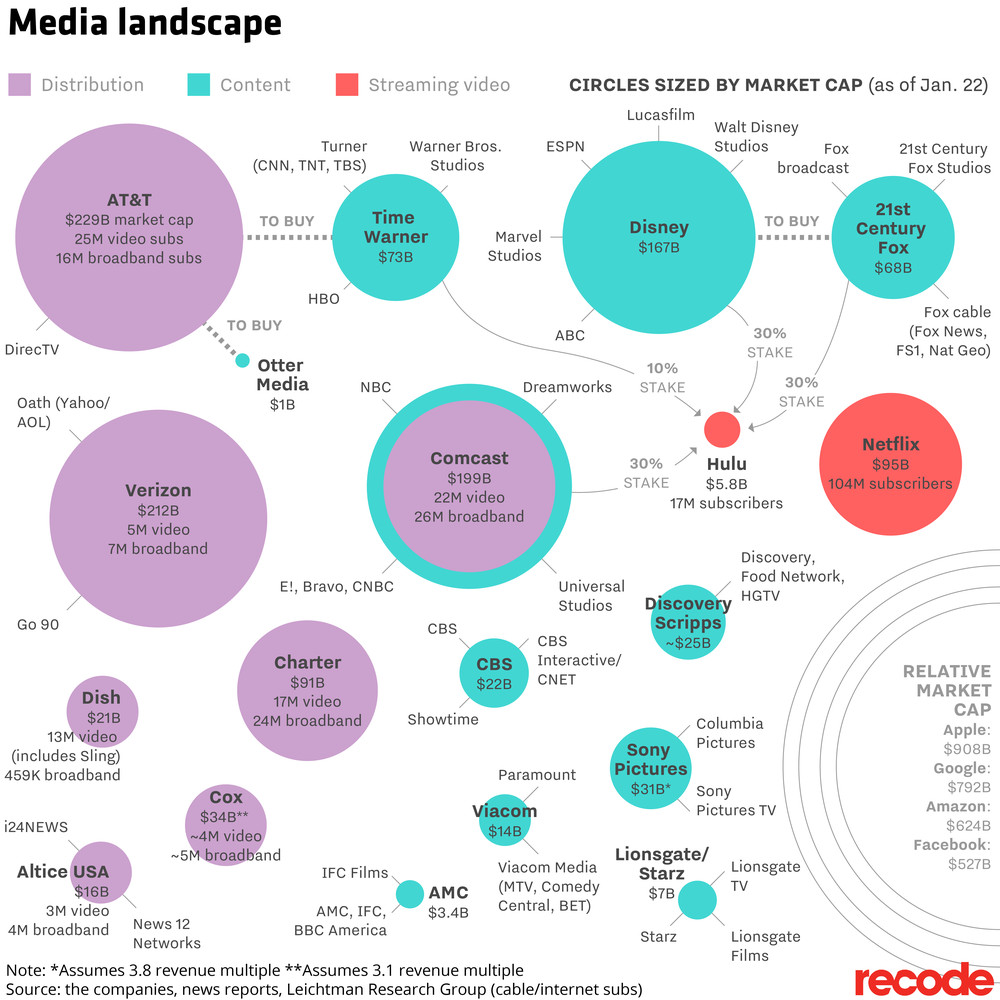 Media landscape
Distribution
Content
Streaming video
CIRCLES SIZED BY MARKET CAP (as of Jan. 22)
AT&T
$229B market cap
25M video subs
16M broadband subs
DirecTV
TO BUY
TO BUY
Otter
Media
$1B
Turner
(CNN, TNT, TBS)
Warner Bros.
Studios
Time
Warner
$73B
HBO
Lucasfilm
ESPN
Walt Disney
Studios
Marvel
Studios
Disney
$167B
ABC
TO BUY
Fox
broadcast
21st Century
Fox Studios
21st
Century
Fox
$68B
Fox cable
(Fox News,
FS1, Nat Geo)
10%
STAKE
30%
STAKE
30%
STAKE
30%
STAKE
Hulu
$5.8B
17M subscribers
Netflix
$95B
104M subscribers
Oath (Yahoo/
AOL)
Verizon
$212B
5M video
7M broadband
Go 90
NBC
Dreamworks
Comcast
$199B
22M video
26M broadband
E!, Bravo, CNBC
Universal
Studios
Discovery,
Food Network,
HGTV
Discovery
Scripps
~$25B
Charter
$91B
17M video
24M broadband
CBS
CBS
Interactive/
CNET
CBS
$22B
Showtime
Dish
$21B
13M video
(includes Sling)
459K broadband
Cox
$34B**
~4M video
~5M broadband
Columbia
Pictures
Sony
Pictures
$31B*
Sony
Pictures TV
Paramount
Viacom
$14B
Viacom Media
(MTV, Comedy
Central, BET)
i24NEWS
Altice USA
$16B
3M video
4M broadband
News 12
Networks
IFC Films
AMC
$3.4B
AMC, IFC,
BBC America
Lionsgate/
Starz
$7B
Lionsgate
TV
Starz
Lionsgate
Films
RELATIVE
MARKET
CAP
Apple:
$908B
Google:
$792B
Amazon:
$624B
Facebook:
$527B
Note: *Assumes 3.8 revenue multiple **Assumes 3.1 revenue multiple
Source: the companies, news reports, Leichtman Research Group (cable/internet subs)
recode